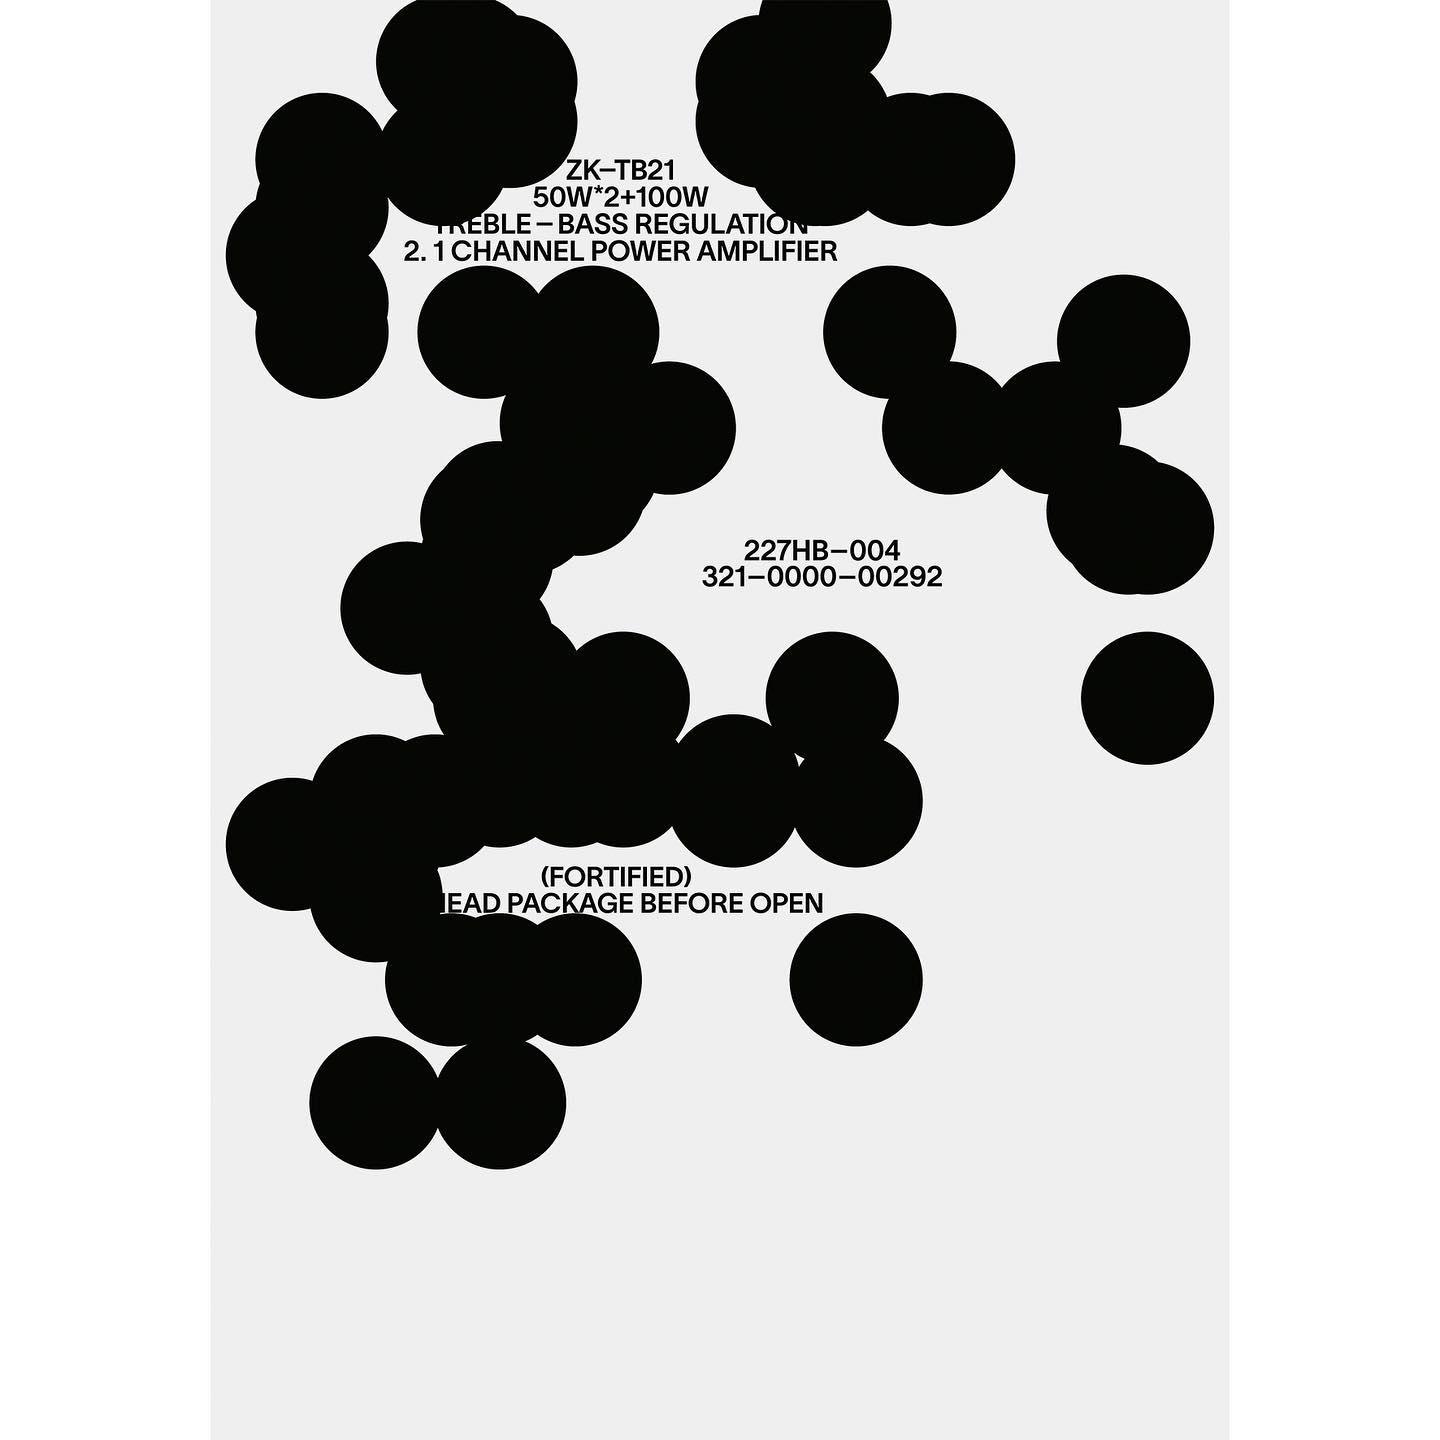 ZK–TB21
50W*2+100W
TREBLE – BASS REGULATION
2. 1 CHANNEL POWER AMPLIFIER
227HB–004
321–0000–00292
(FORTIFIED)
PACKAGE BEFORE OPEN